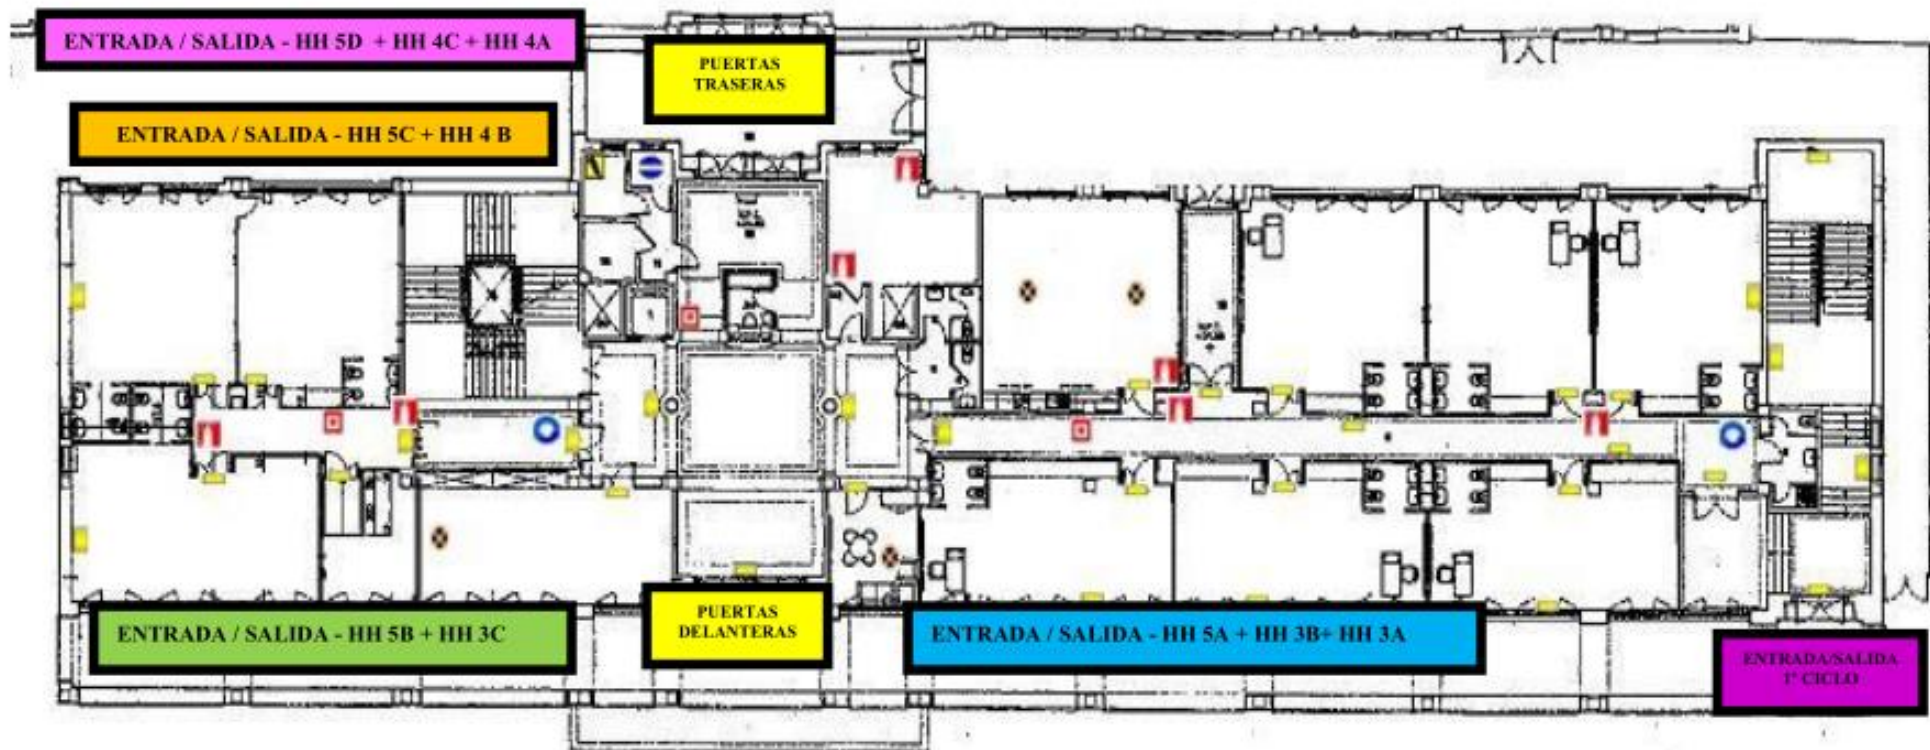 ENTRADA / SALIDA - HH 5D + HH 4C + HH 4A
PUERTAS
TRASERAS
ENTRADA / SALIDA - HH 5C + HH 4 B
ENTRADA / SALIDA - HH 5B + HH 3C
PUERTAS
DELANTERAS
ENTRADA / SALIDA - HH 5A + HH 3B+ HH 3A
ENTRADA/SALIDA
1º CICLO